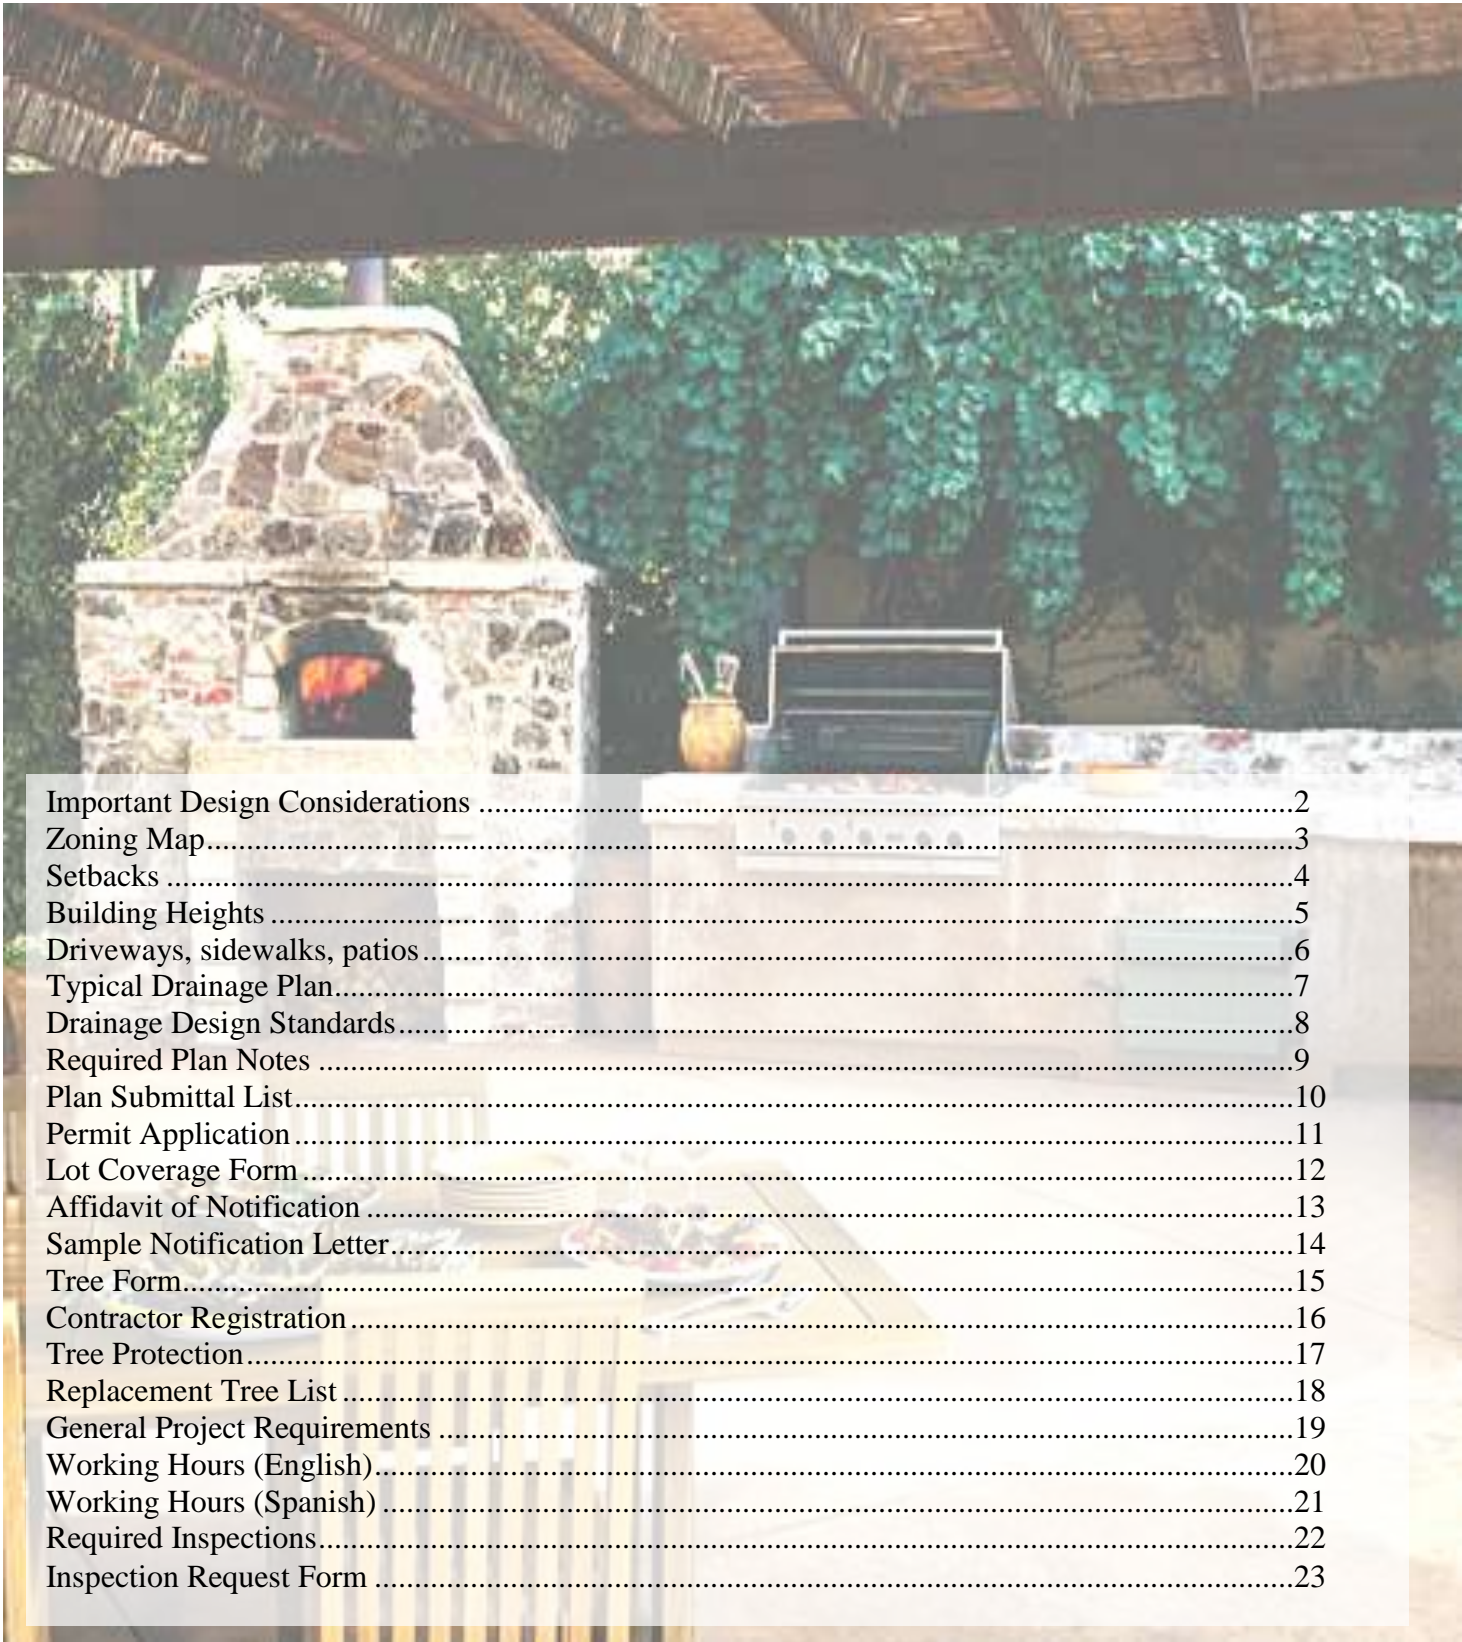 Important Design Considerations ........................................................................................................2
Zoning Map.........................................................................................................................................3
Setbacks ..............................................................................................................................................4
Building Heights .................................................................................................................................5
Driveways, sidewalks, patios..............................................................................................................6
Typical Drainage Plan.........................................................................................................................7
Drainage Design Standards.................................................................................................................8
Required Plan Notes ...........................................................................................................................9
Plan Submittal List..............................................................................................................................10
Permit Application..............................................................................................................................11
Lot Coverage Form.............................................................................................................................12
Affidavit of Notification .....................................................................................................................13
Sample Notification Letter..................................................................................................................14
Tree Form............................................................................................................................................15
Contractor Registration.......................................................................................................................16
Tree Protection....................................................................................................................................17
Replacement Tree List ........................................................................................................................18
General Project Requirements ............................................................................................................19
Working Hours (English)....................................................................................................................20
Working Hours (Spanish) ...................................................................................................................21
Required Inspections...........................................................................................................................22
Inspection Request Form ....................................................................................................................23